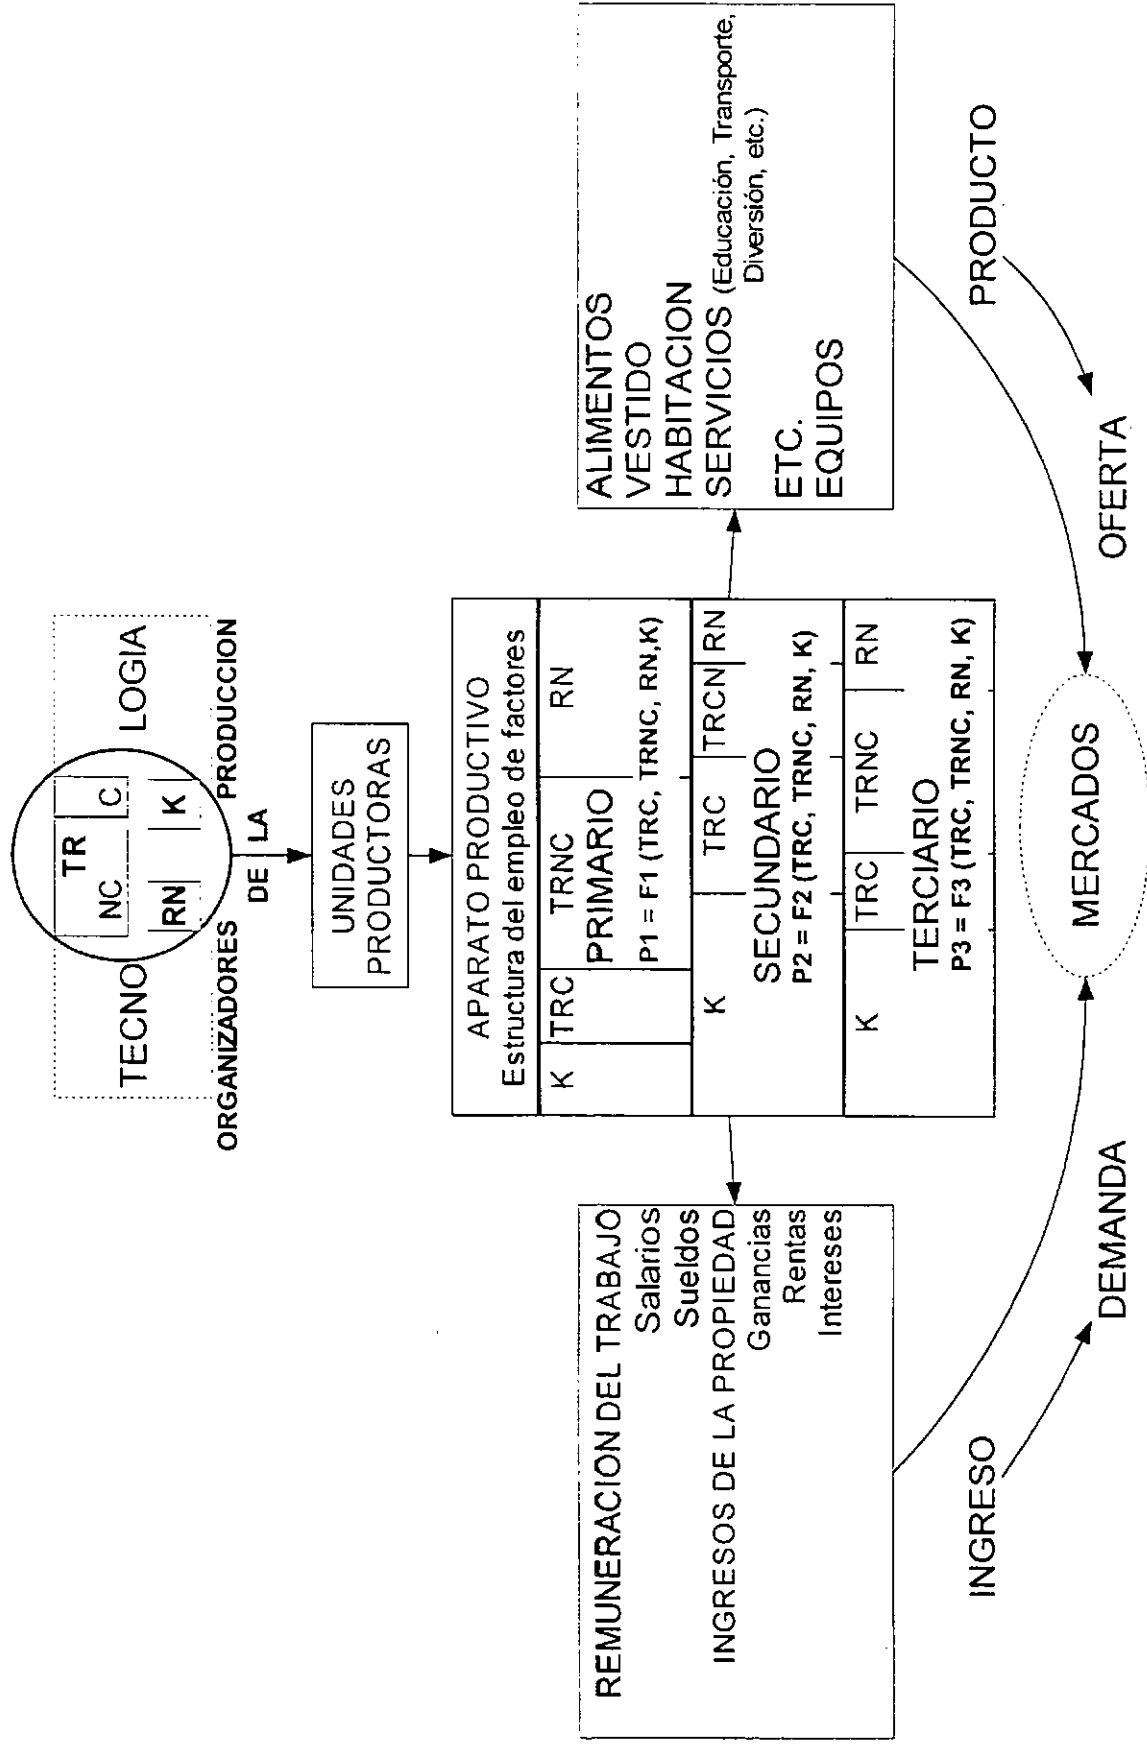 TR
NC C
TECNO LOGIA
RN K
ORGANIZADORES DE LA PRODUCCION
UNIDADES
PRODUCTORAS
APARATO PRODUCTIVO
Estructura del empleo de factores
K TRC TRNC RN
PRIMARIO
P1 = F1 (TRC, TRNC, RN,K)
K TRC TRCN RN
SECUNDARIO
P2 = F2 (TRC, TRNC, RN, K)
K TRC TRNC RN
TERCIARIO
P3 = F3 (TRC, TRNC, RN, K)
REMUNERACION DEL TRABAJO
Salarios
Sueldos
INGRESOS DE LA PROPIEDAD
Ganancias
Rentas
Intereses
ALIMENTOS
VESTIDO
HABITACION
SERVICIOS (Educación, Transporte,
Diversión, etc.)
ETC.
EQUIPOS
INGRESO
DEMANDA
MERCADOS
PRODUCTO
OFERTA